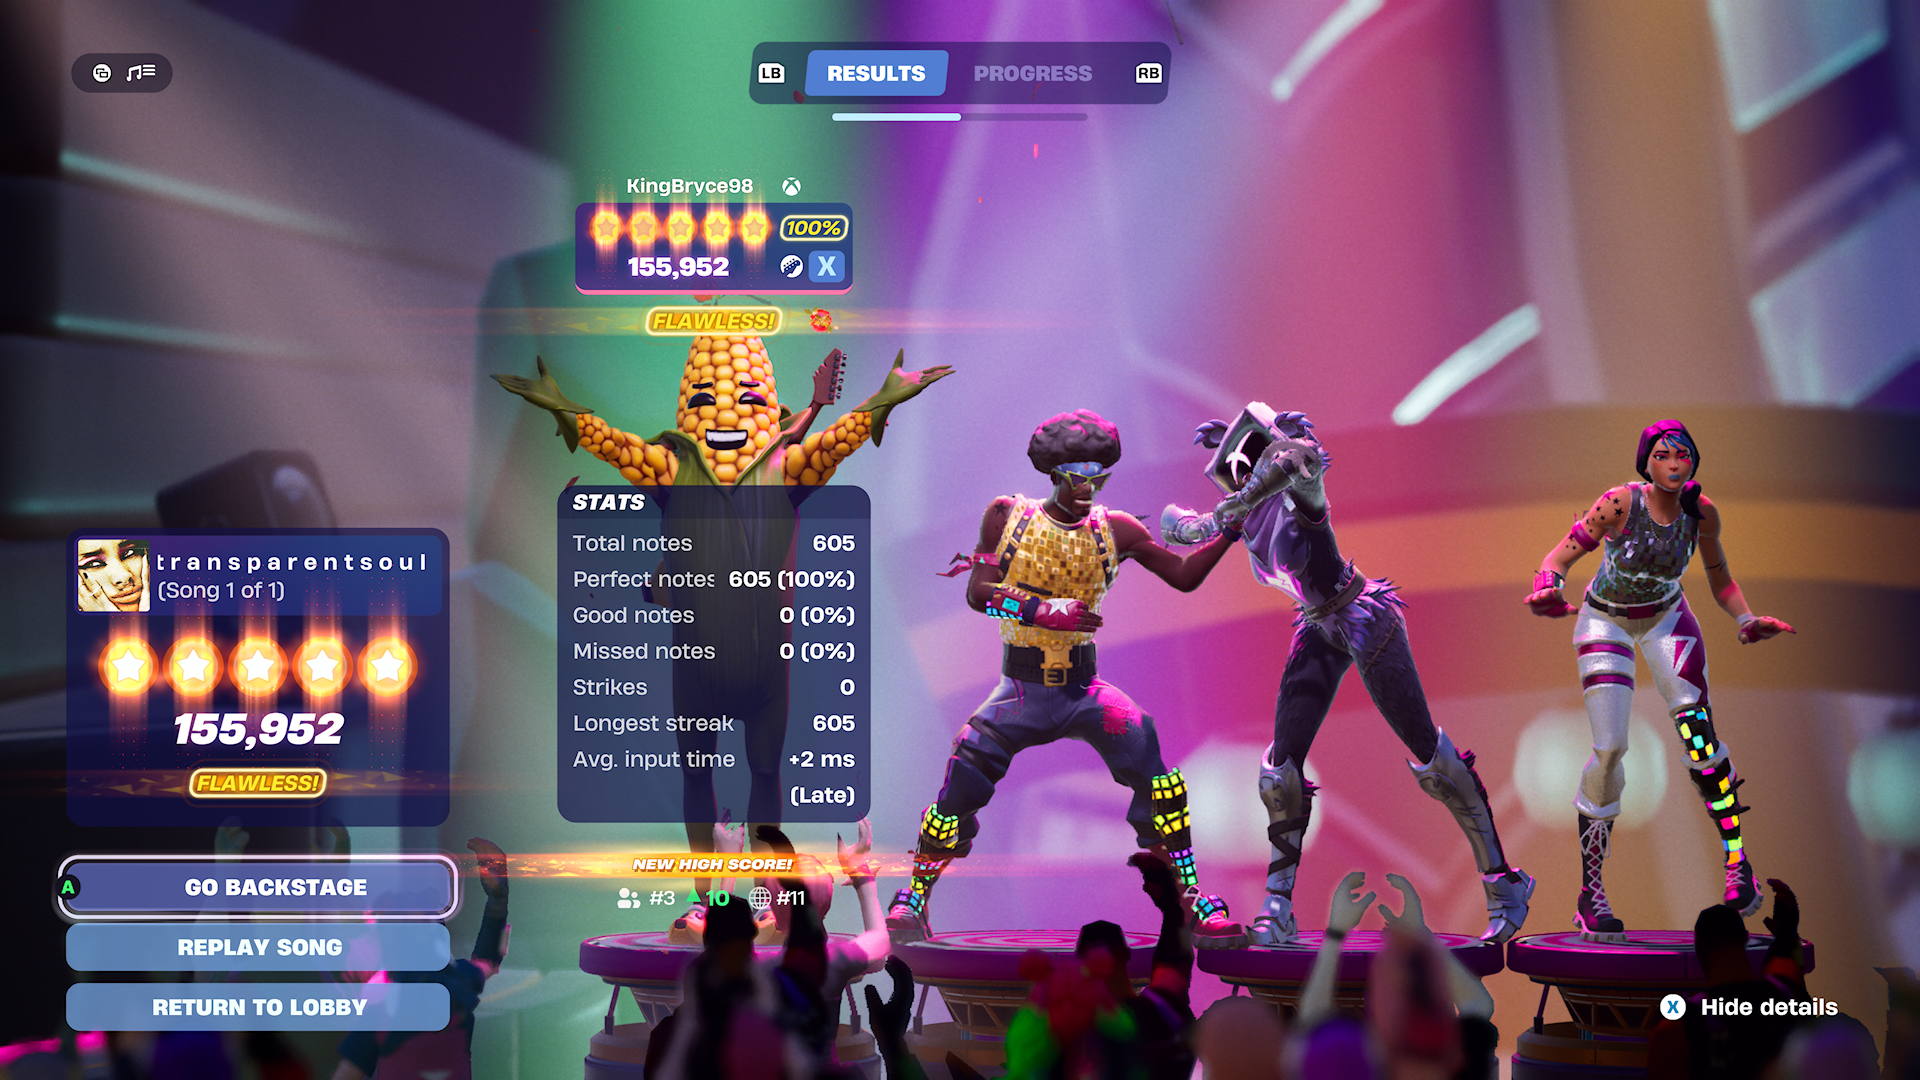 LB RESULTS PROGRESS RB
KingBryce98
100%
155,952 X
FLAWLESS!
STATS
Total notes 605
Perfect notes 605 (100%)
Good notes 0 (0%)
Missed notes 0 (0%)
Strikes 0
Longest streak 605
Avg. input time +2 ms
(Late)
NEW HIGH SCORE!
#3 10 #11
transparentsoul
(Song 1 of 1)
155,952
FLAWLESS!
A GO BACKSTAGE
REPLAY SONG
RETURN TO LOBBY
X Hide details